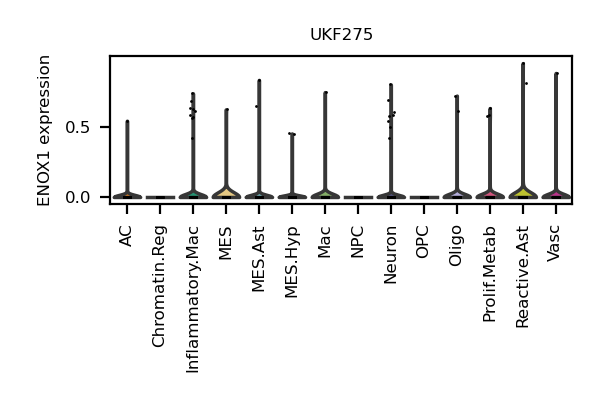 UKF275
ENOX1 expression
0.5
0.0
AC
Chromatin.Reg
Inflammatory.Mac
MES
MES.Ast
MES.Hyp
Mac
NPC
Neuron
OPC
Oligo
Prolif.Metab
Reactive.Ast
Vasc